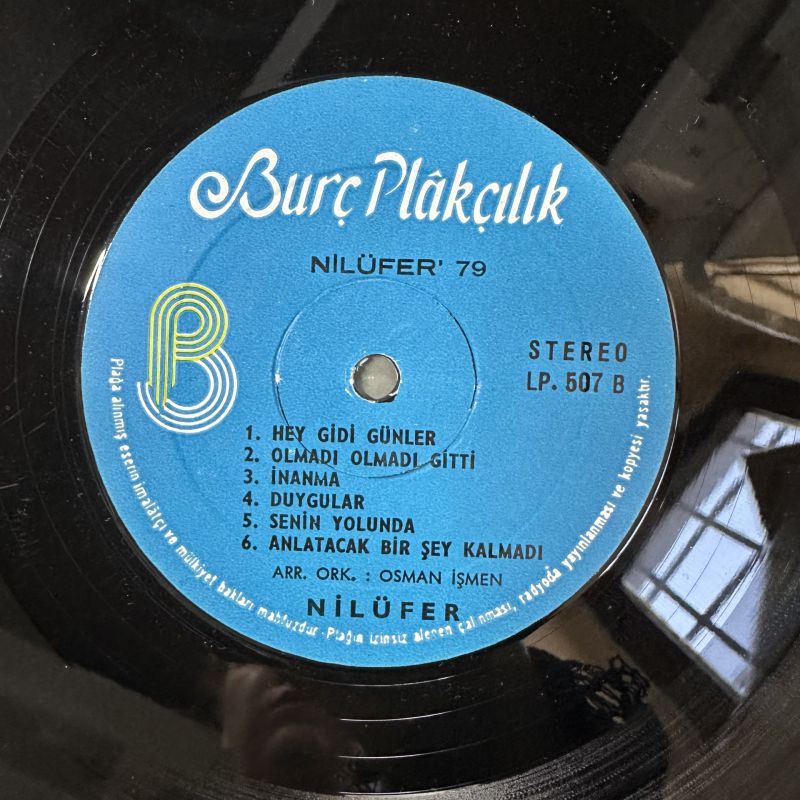 Burç Plâkçılık
NİLÜFER' 79
STEREO
LP. 507 B
1. HEY GİDİ GÜNLER
2. OLMADI OLMADI GİTTİ
3. İNANMA
4. DUYGULAR
5. SENİN YOLUNDA
6. ANLATACAK BİR ŞEY KALMADI
ARR. ORK. : OSMAN İŞMEN
NİLÜFER
Plağa alınmış eserin imalâtçı ve mülkiyet hakları mahfuzdur. Plağın izinsiz alenen çalınması, radyoda yayınlanması ve kopyesi yasaktır.